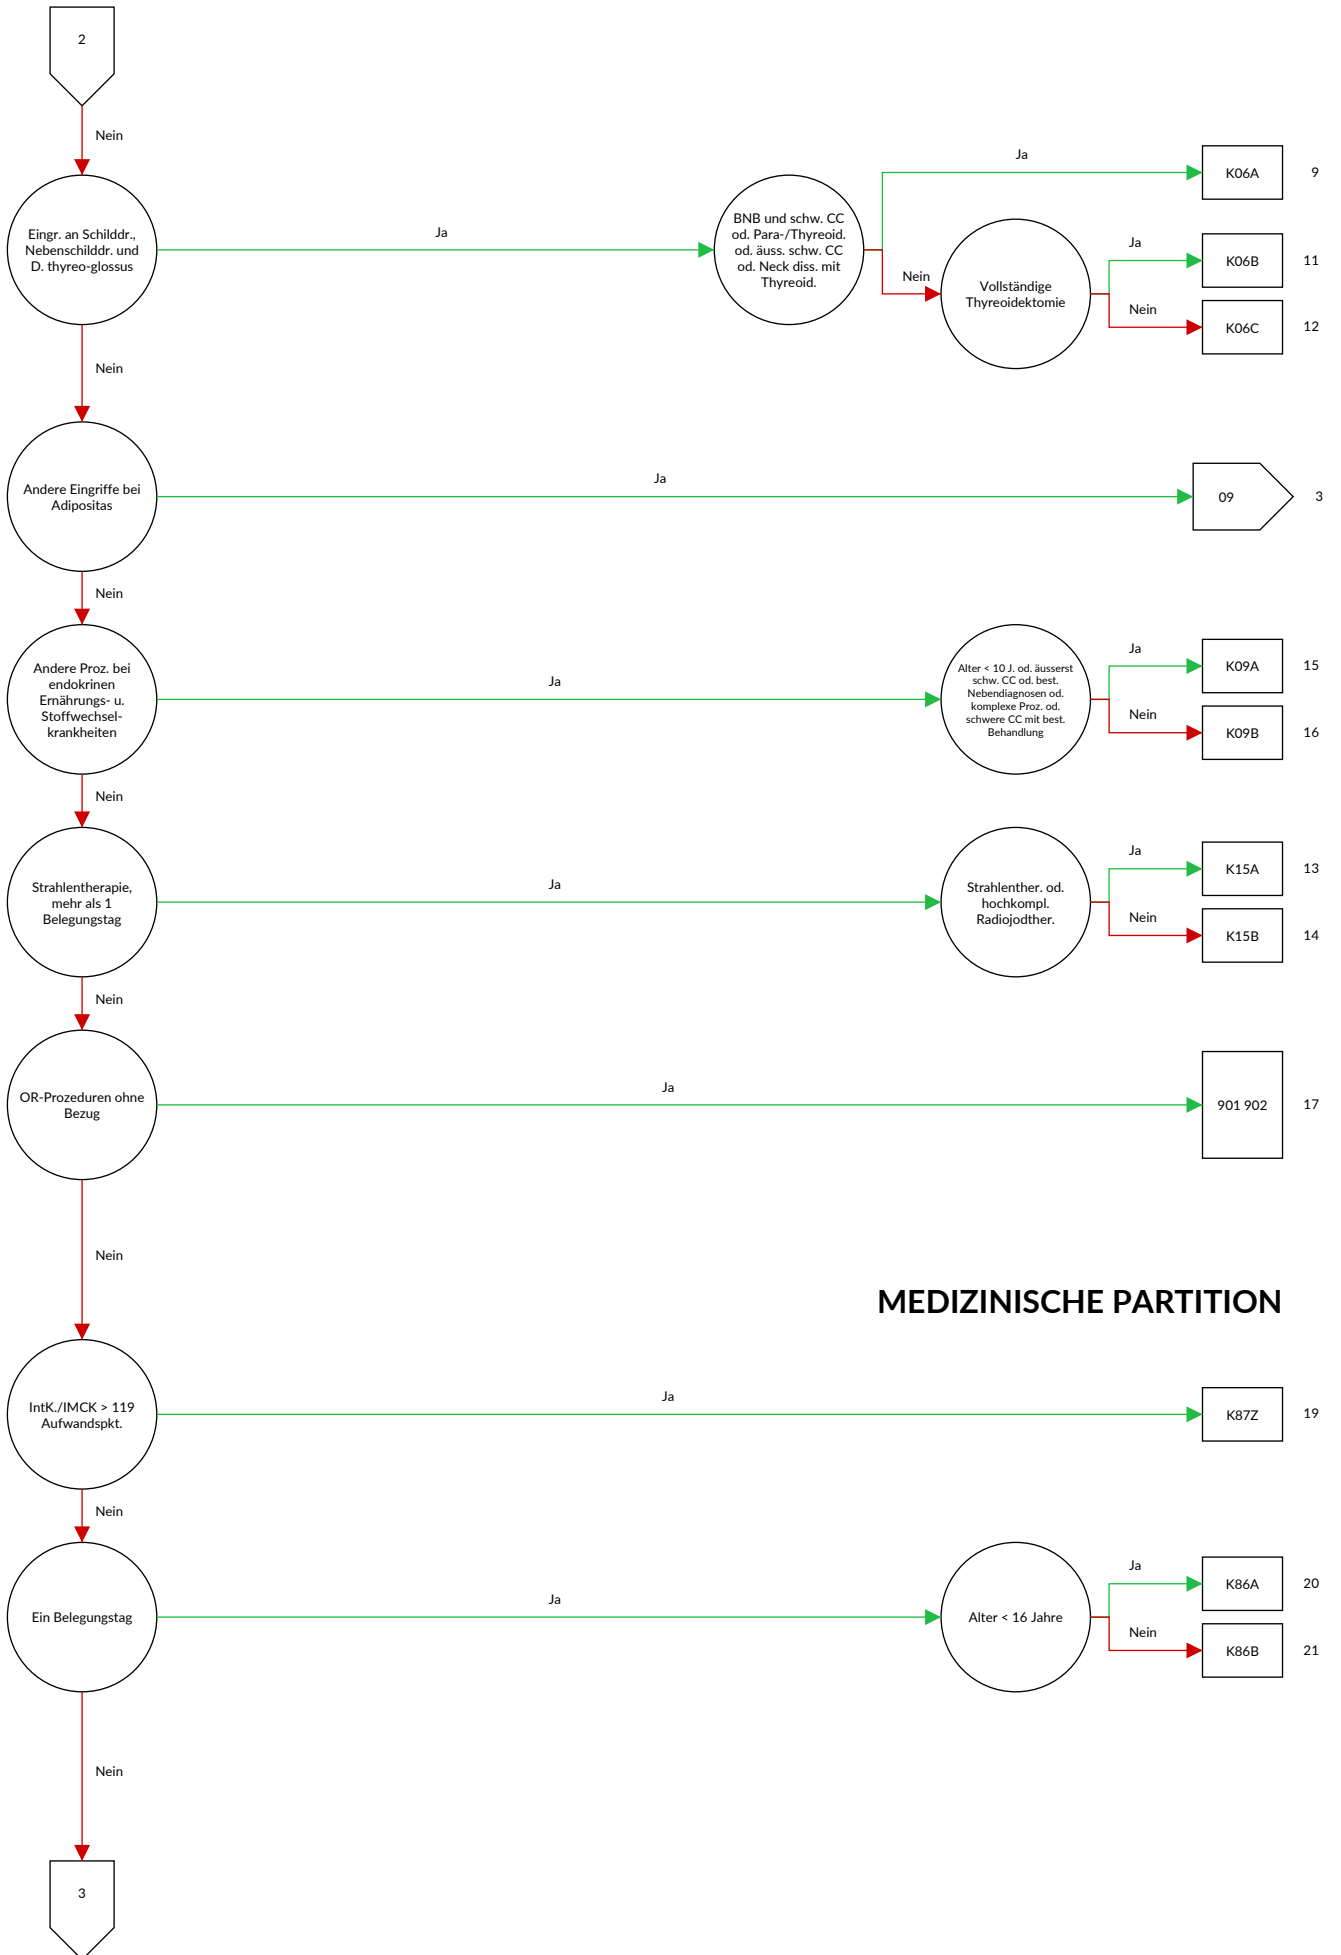 2
Nein
Eingr. an Schilddr.,
Nebenschilddr. und
D. thyreo-glossus
Ja
BNB und schw. CC
od. Para-/Thyreoid.
od. äuss. schw. CC
od. Neck diss. mit
Thyreoid.
Ja
K06A
9
Nein
Vollständige
Thyreoidektomie
Ja
K06B
11
Nein
K06C
12
Nein
Andere Eingriffe bei
Adipositas
Ja
09
3
Nein
Andere Proz. bei
endokrinen
Ernährungs- u.
Stoffwechsel-
krankheiten
Ja
Alter < 10 J. od. äusserst
schw. CC od. best.
Nebendiagnosen od.
komplexe Proz. od.
schwere CC mit best.
Behandlung
Ja
K09A
15
Nein
K09B
16
Nein
Strahlentherapie,
mehr als 1
Belegungstag
Ja
Strahlenther. od.
hochkompl.
Radiojodther.
Ja
K15A
13
Nein
K15B
14
Nein
OR-Prozeduren ohne
Bezug
Ja
901 902
17
Nein
MEDIZINISCHE PARTITION
IntK./IMCK > 119
Aufwandspkt.
Ja
K87Z
19
Nein
Ein Belegungstag
Ja
Alter < 16 Jahre
Ja
K86A
20
Nein
K86B
21
Nein
3